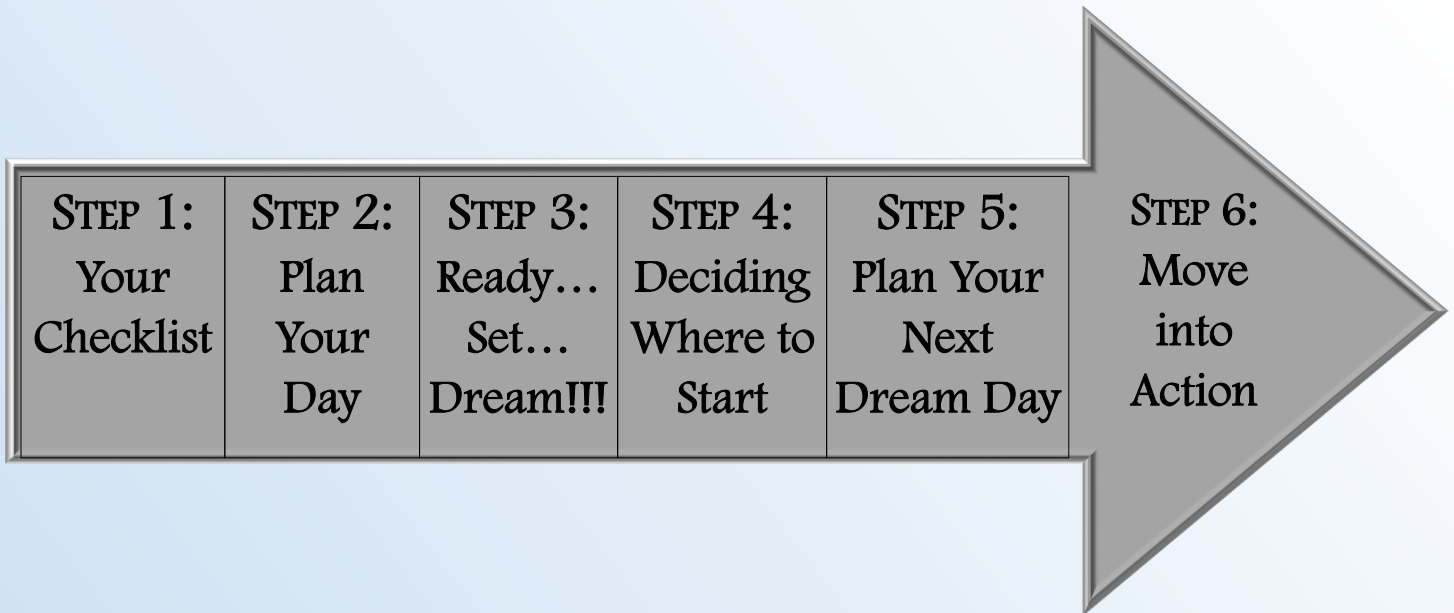 STEP 1:
Your
Checklist
STEP 2:
Plan
Your
Day
STEP 3:
Ready…
Set…
Dream!!!
STEP 4:
Deciding
Where to
Start
STEP 5:
Plan Your
Next
Dream Day
STEP 6:
Move
into
Action